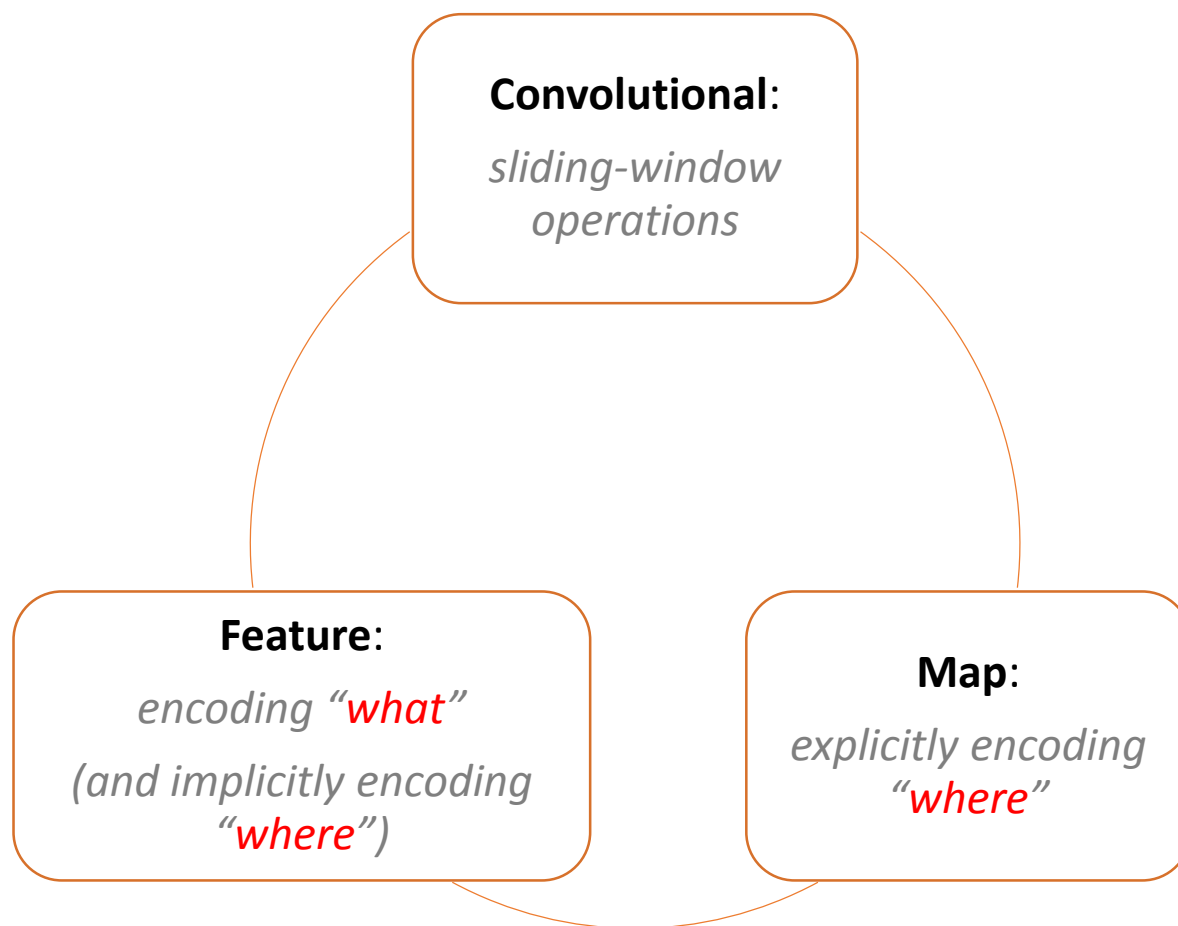 Convolutional:
sliding-window
operations
Feature:
encoding “what”
(and implicitly encoding
“where”)
Map:
explicitly encoding
“where”